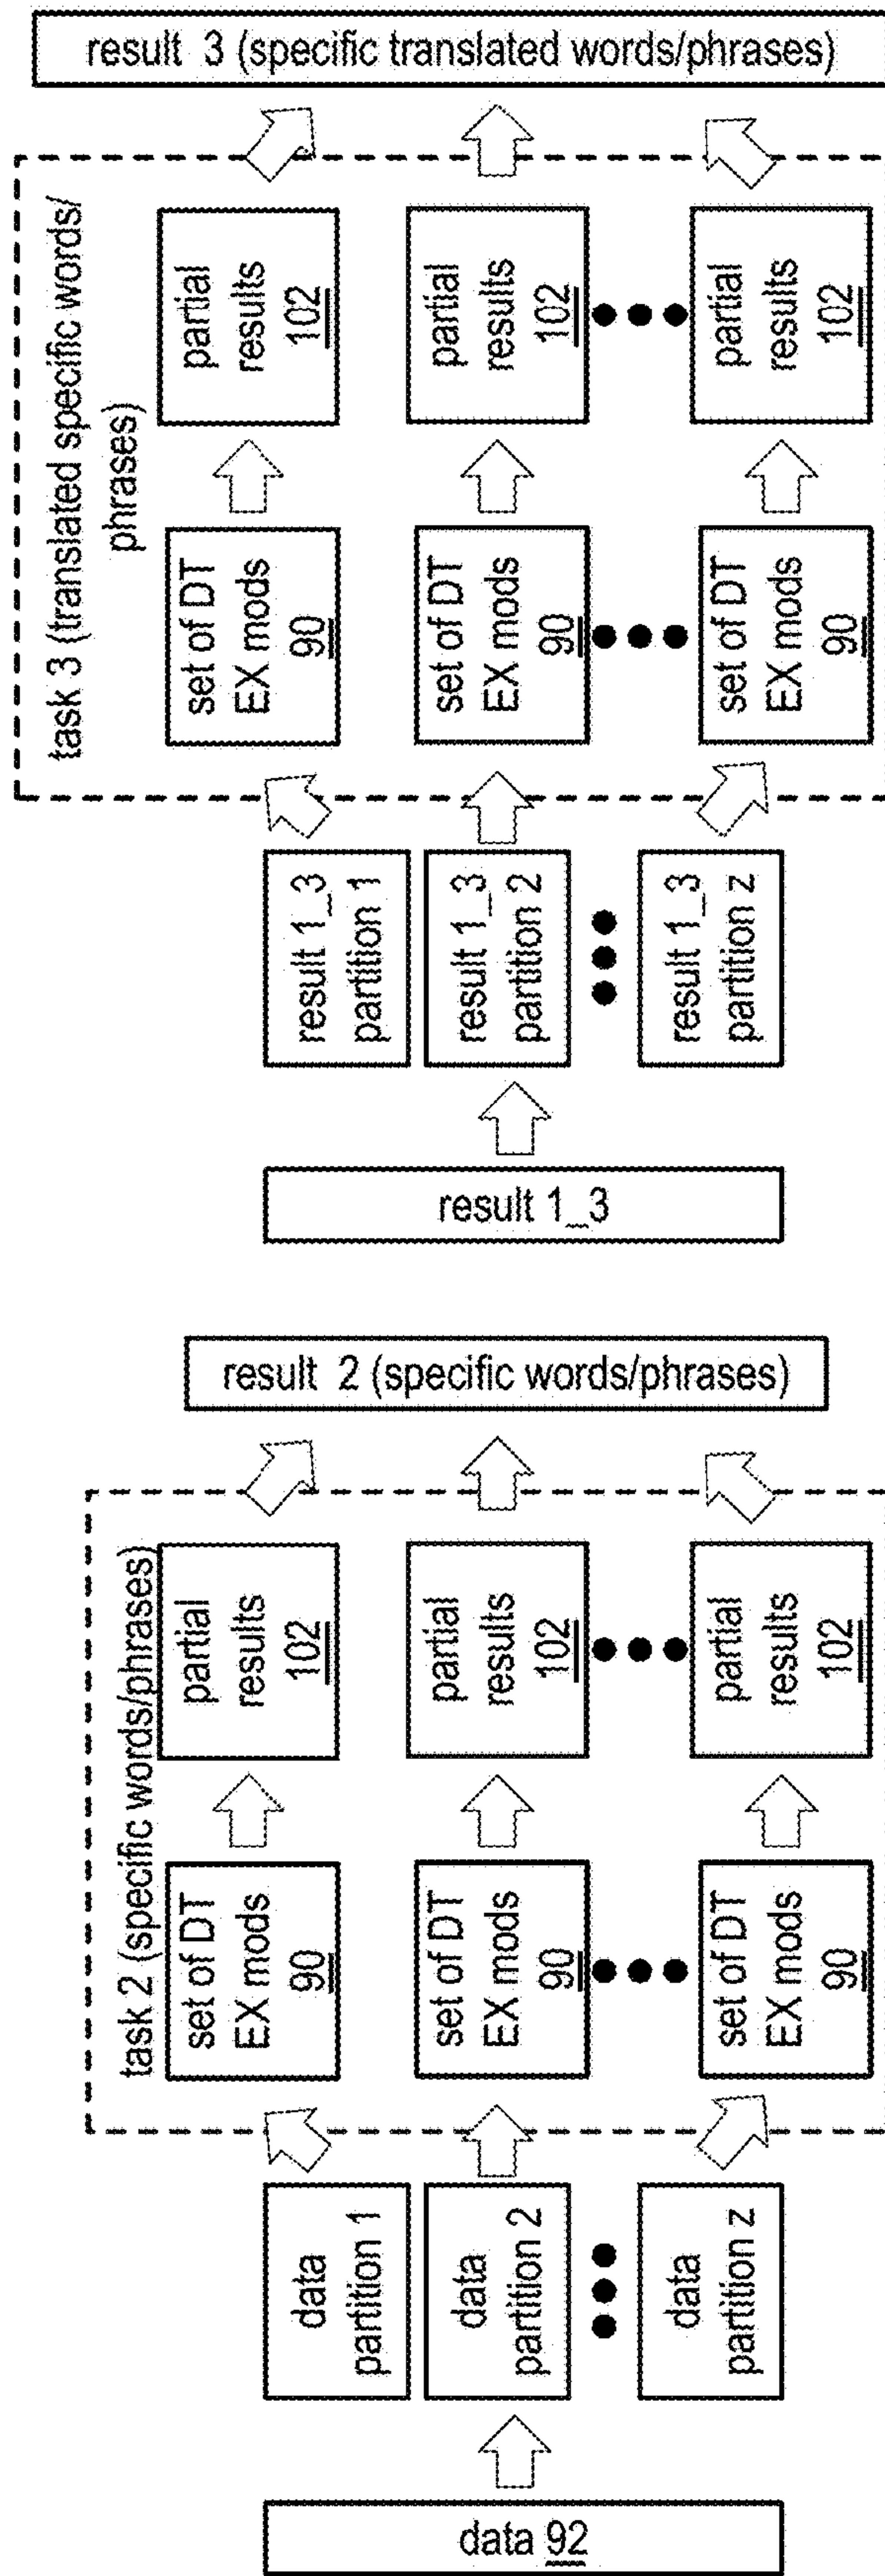 data 92
data
partition 1
data
partition 2
data
partition z
task 2 (specific words/phrases)
set of DT
EX mods
90
partial
results
102
set of DT
EX mods
90
partial
results
102
set of DT
EX mods
90
partial
results
102
result 2 (specific words/phrases)
result 1_3
result 1_3
partition 1
result 1_3
partition 2
result 1_3
partition z
task 3 (translated specific words/
phrases)
set of DT
EX mods
90
partial
results
102
set of DT
EX mods
90
partial
results
102
set of DT
EX mods
90
partial
results
102
result 3 (specific translated words/phrases)